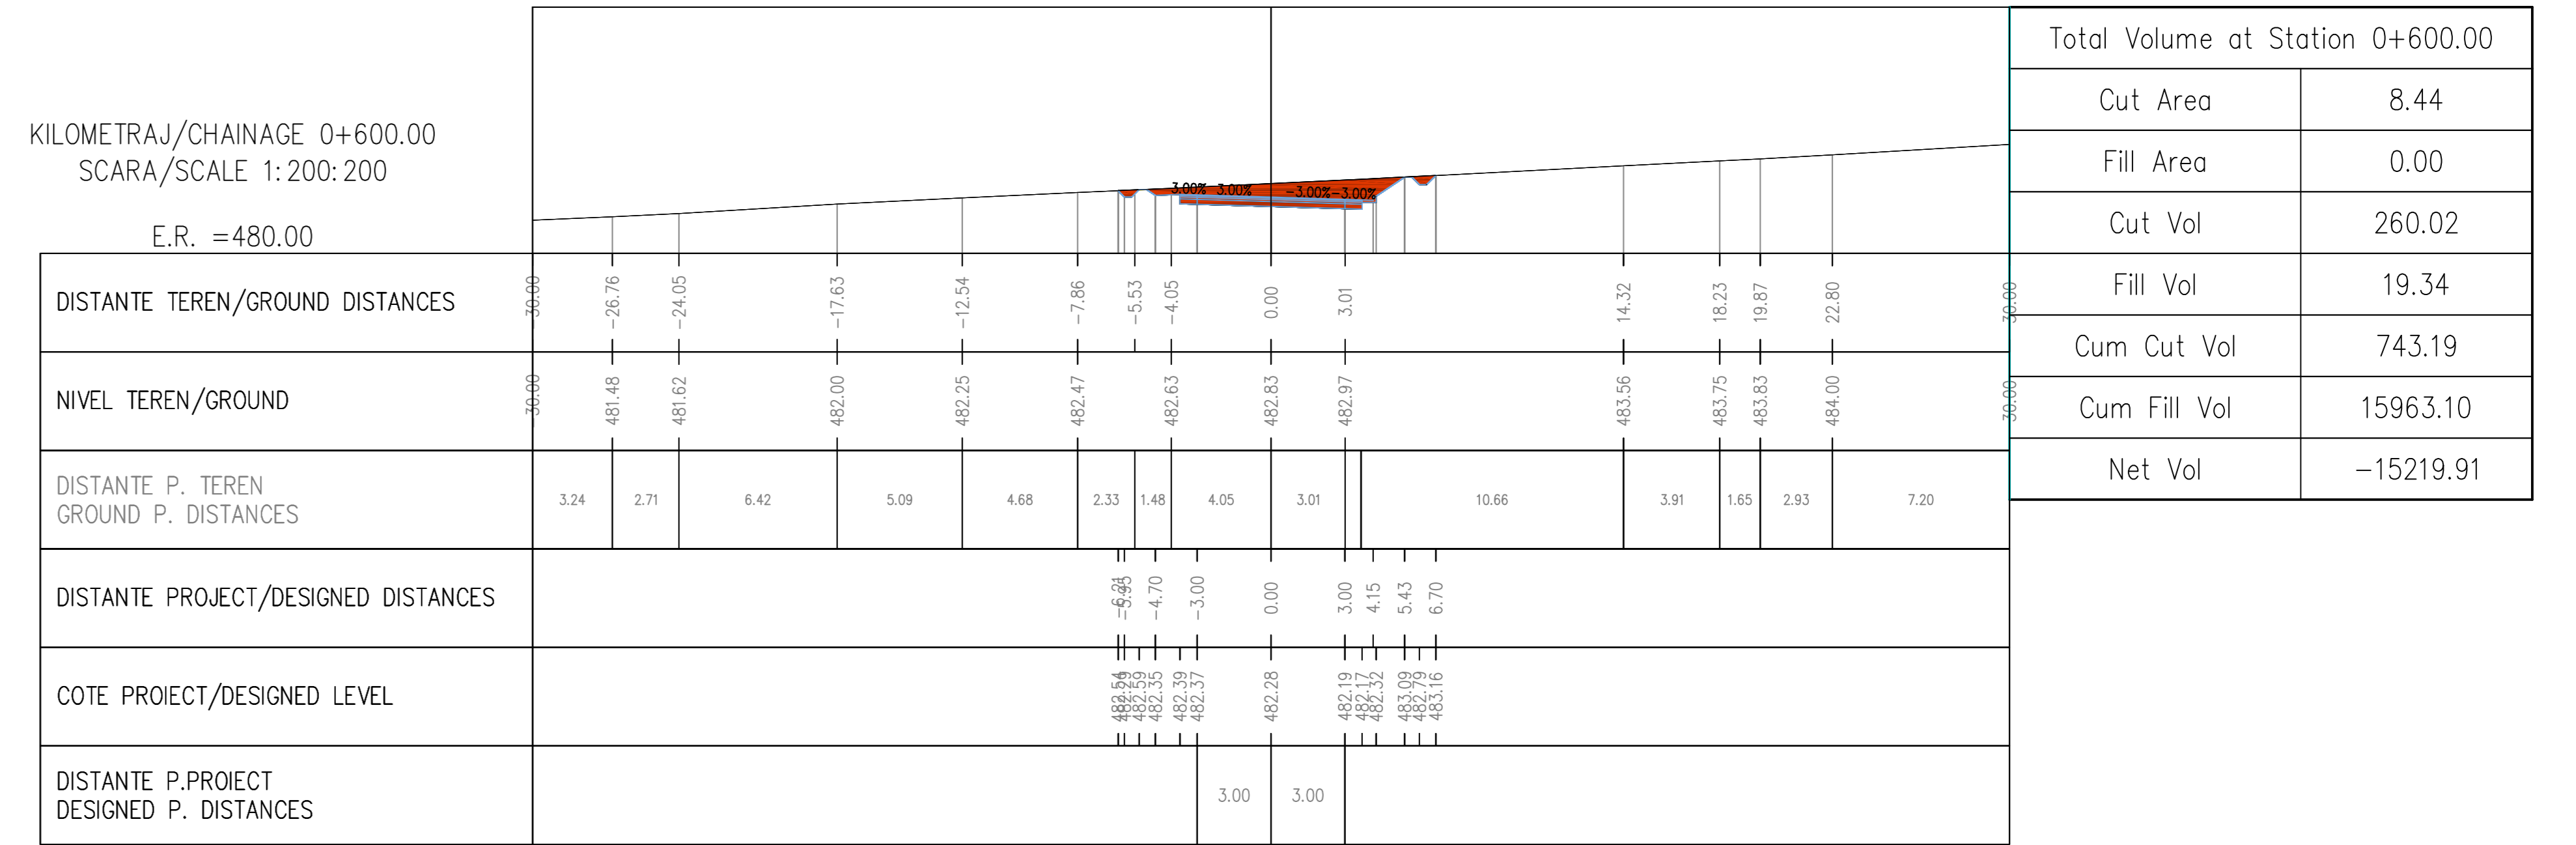 KILOMETRAJ/CHAINAGE 0+600.00
SCARA/SCALE 1:200:200
E.R. =480.00
3.00% 3.00% -3.00% -3.00%
DISTANTE TEREN/GROUND DISTANCES
-30.00 -26.76 -24.05 -17.63 -12.54 -7.86 -5.53 -4.05 0.00 3.01 14.32 18.23 19.87 22.80 30.00
NIVEL TEREN/GROUND
-30.00 481.48 481.62 482.00 482.25 482.47 482.63 482.83 482.97 483.56 483.75 483.83 484.00 30.00
DISTANTE P. TEREN
GROUND P. DISTANCES
3.24 2.71 6.42 5.09 4.68 2.33 1.48 4.05 3.01 10.66 3.91 1.65 2.93 7.20
DISTANTE PROJECT/DESIGNED DISTANCES
-4.70 -3.00 0.00 3.00 4.15 5.43 6.70
COTE PROIECT/DESIGNED LEVEL
482.54 482.59 482.35 482.39 482.37 482.28 482.19 482.17 482.32 483.09 482.79 483.16
DISTANTE P.PROIECT
DESIGNED P. DISTANCES
3.00 3.00
Total Volume at Station 0+600.00
Cut Area 8.44
Fill Area 0.00
Cut Vol 260.02
Fill Vol 19.34
Cum Cut Vol 743.19
Cum Fill Vol 15963.10
Net Vol -15219.91